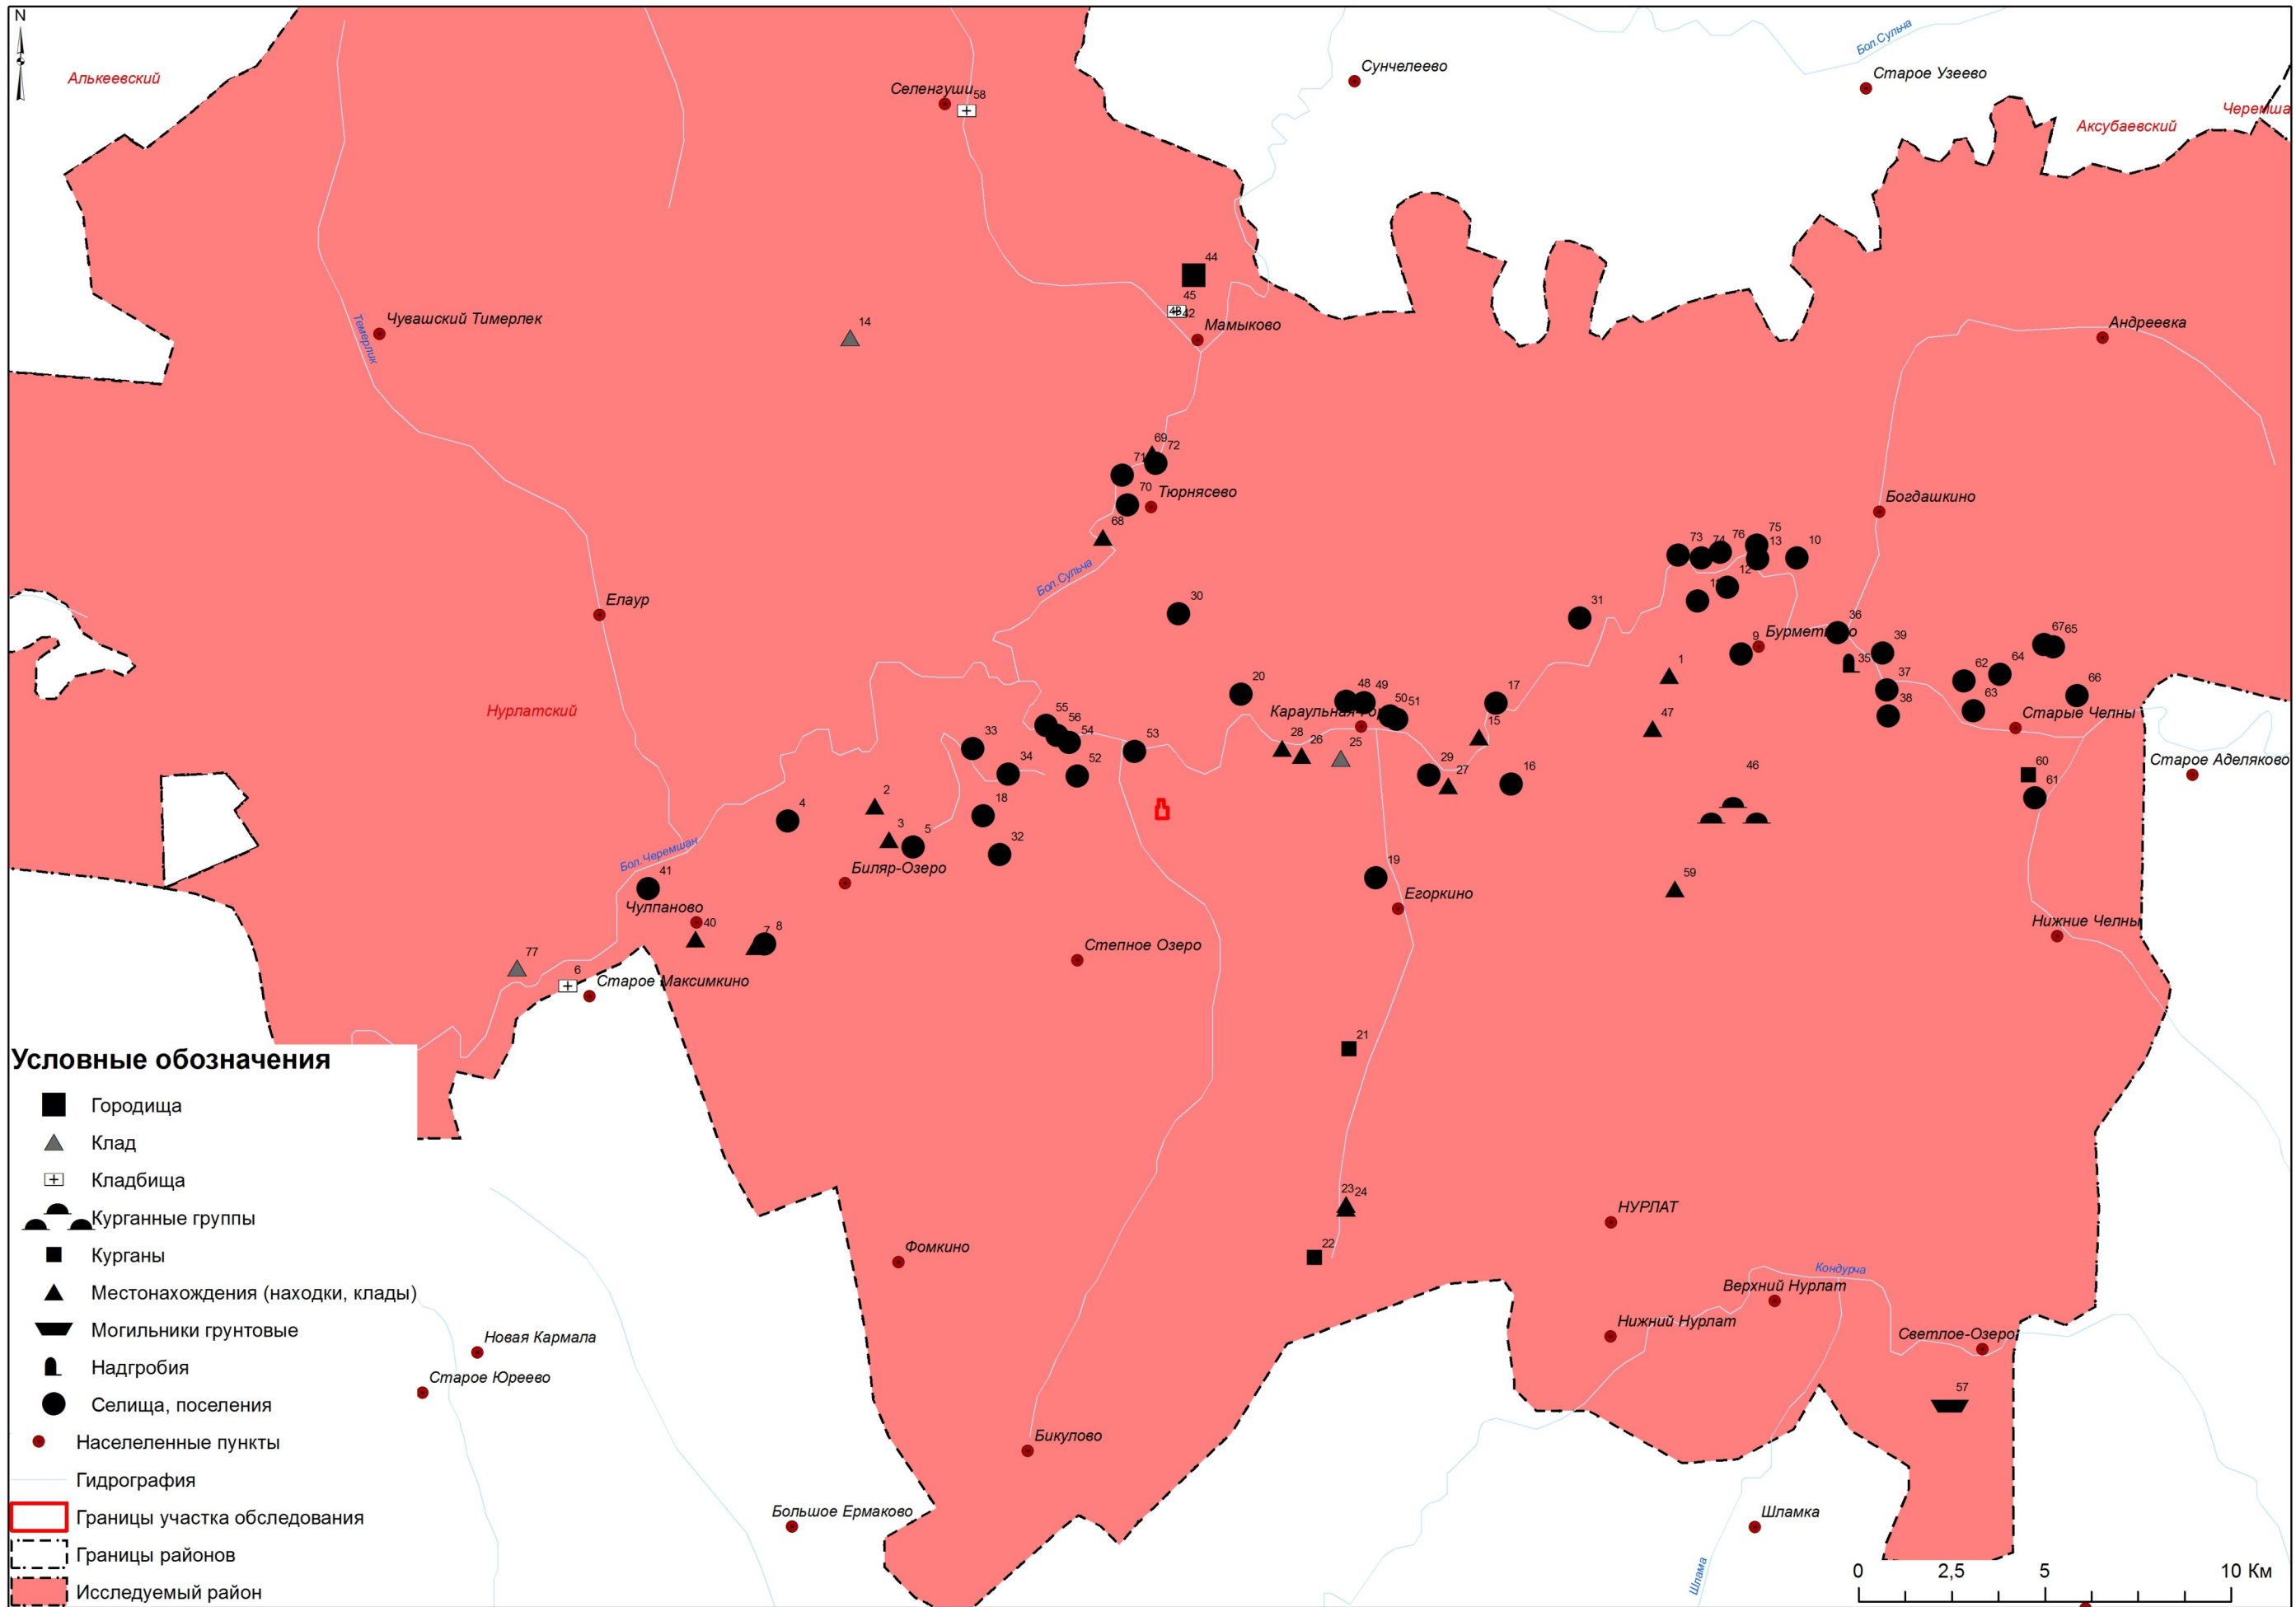 N
Бол.Сульча
Сунчелеево
Старое Узеево
Алькеевский
Селенгуши
58
Черемша
Аксубаевский
44
45
42
Мамыково
14
Чувашский Тимерлек
Темерлик
Андреевка
69
72
71
70
Тюрнясево
68
Богдашкино
Бол.Сульча
73
74
76
75
13
10
12
Елаур
30
31
36
9
39
35
67
65
1
37
62
64
38
63
66
Нурлатский
20
48
49
50
51
17
Старые Челны
55
56
54
53
28
26
25
15
47
33
34
52
29
27
16
46
60
61
Старое Аделяково
2
3
4
5
18
32
Бол.Черемшан
Биляр-Озеро
41
Чулпаново
40
7
8
19
Егоркино
59
Нижние Челны
Степное Озеро
77
6
Старое Максимкино
21
23
24
22
НУРЛАТ
Фомкино
Кондурча
Верхний Нурлат
Нижний Нурлат
Светлое-Озеро
57
Новая Кармала
Старое Юреево
Бикулово
Большое Ермаково
Шламка
Шлама
Условные обозначения
Городища
Клад
Кладбища
Курганные группы
Курганы
Местонахождения (находки, клады)
Могильники грунтовые
Надгробия
Селища, поселения
Населеленные пункты
Гидрография
Границы участка обследования
Границы районов
Исследуемый район
0 2,5 5 10 Км